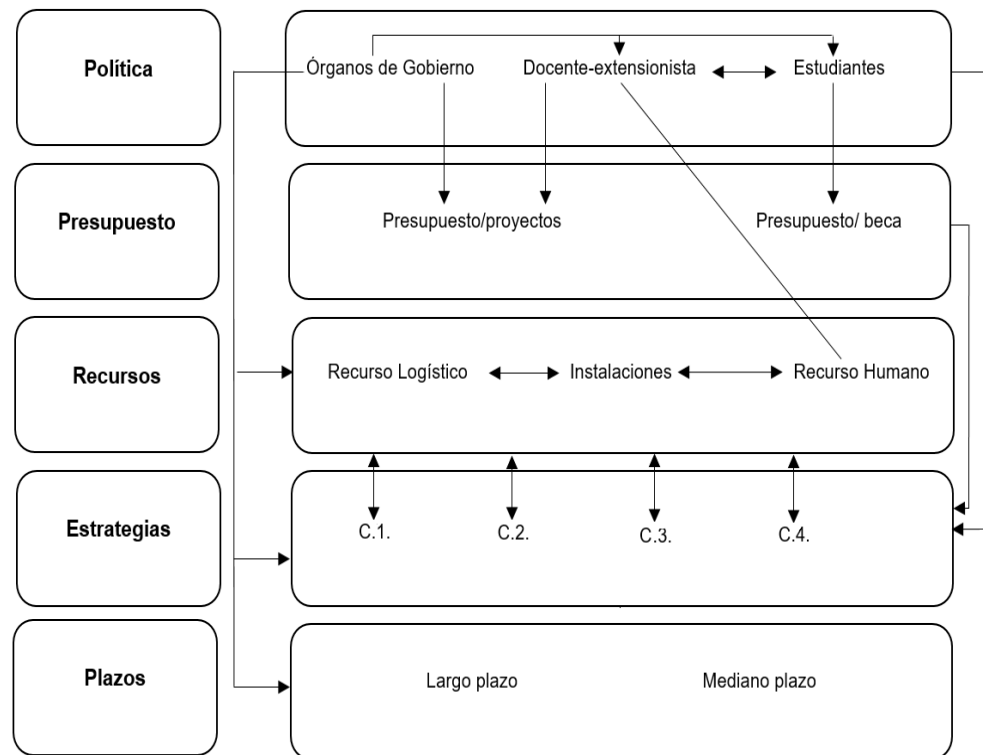 Política
Órganos de Gobierno
Docente-extensionista
Estudiantes
Presupuesto
Presupuesto/proyectos
Presupuesto/ beca
Recursos
Recurso Logístico
Instalaciones
Recurso Humano
Estrategias
C.1.
C.2.
C.3.
C.4.
Plazos
Largo plazo
Mediano plazo